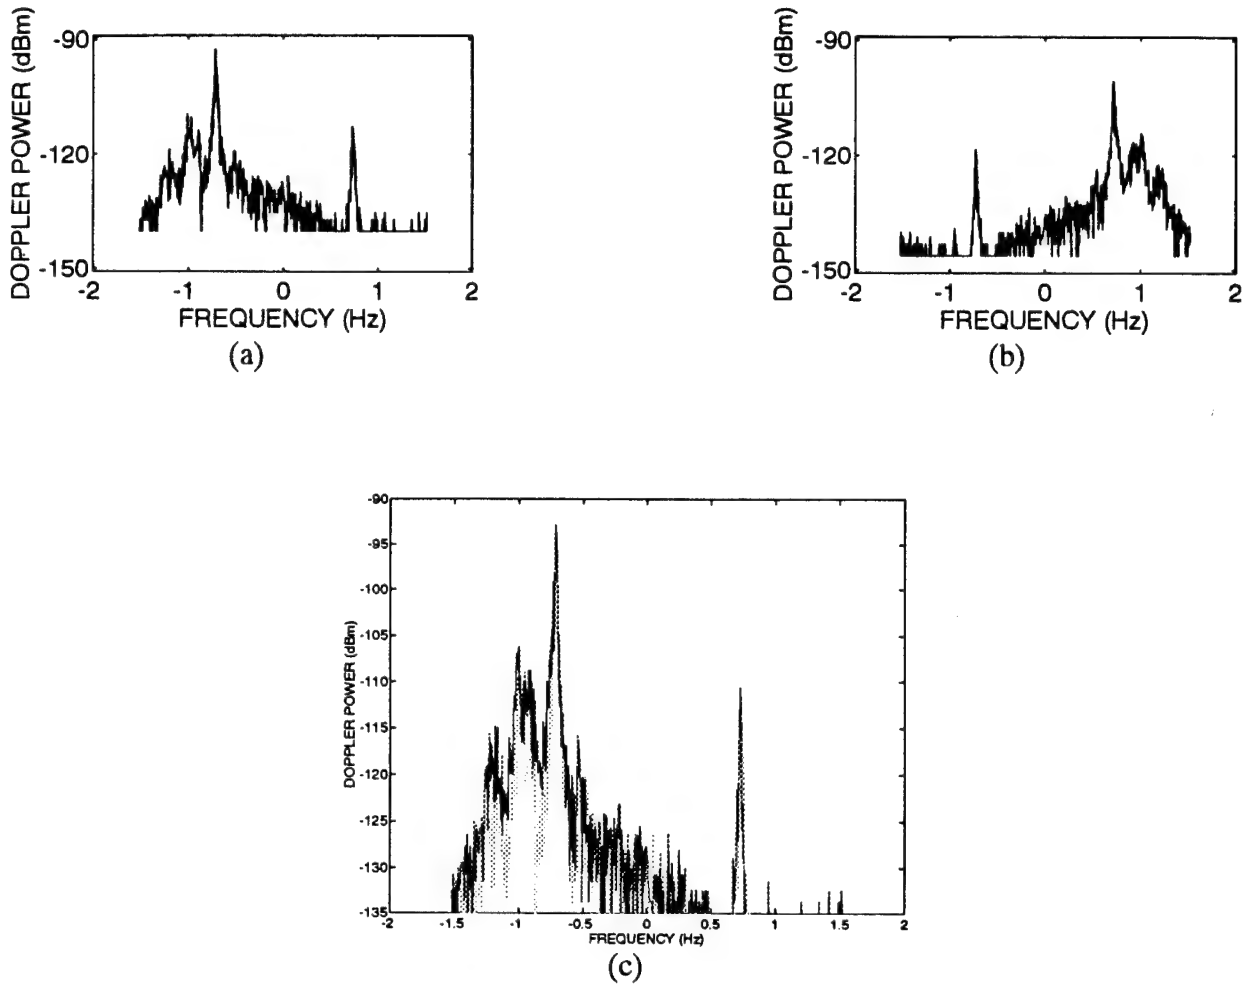 DOPPLER POWER (dBm)
-90
-120
-150
-2 -1 0 1 2
FREQUENCY (Hz)
(a)
DOPPLER POWER (dBm)
-90
-120
-150
-2 -1 0 1 2
FREQUENCY (Hz)
(b)
DOPPLER POWER (dBm)
-90
-95
-100
-105
-110
-115
-120
-125
-130
-135
-2 -1.5 -1 -0.5 0 0.5 1 1.5 2
FREQUENCY (Hz)
(c)